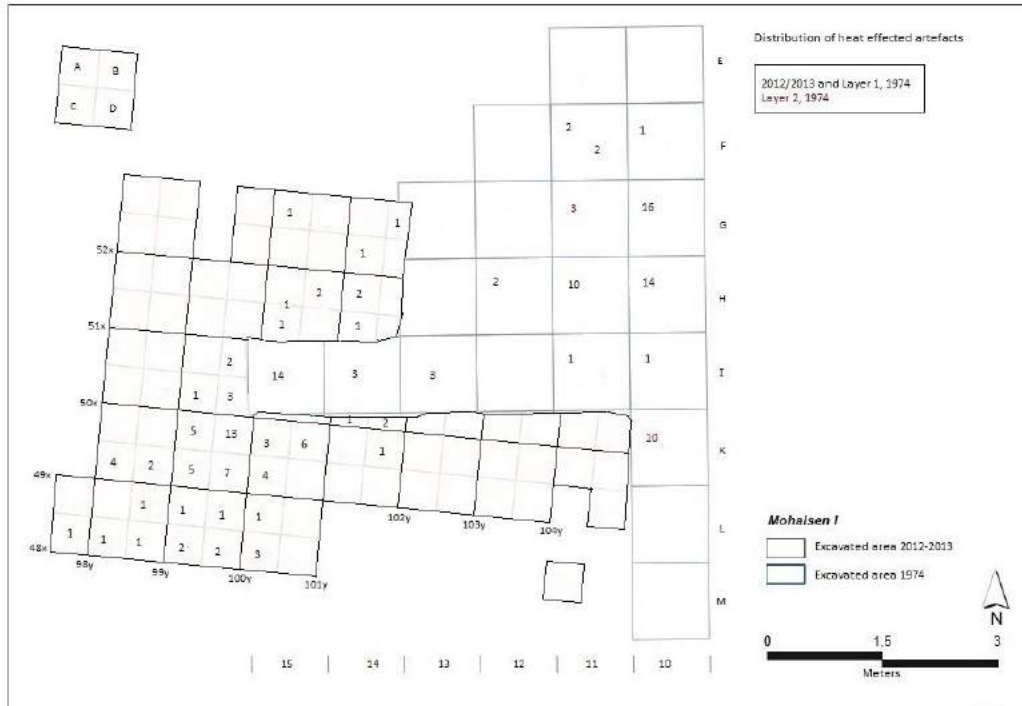 E
Distribution of heat effected artefacts
A B
C D
2012/2013 and Layer 1, 1974
Layer 2, 1974
2 1 F
2
1 1 3 16 G
1
52x
1 2 2 2 10 14 H
1 1
51x
2 14 3 3 1 1 I
1 3
50x
1 2
5 13 3 6 1 10 K
4 2 5 7 4
49x
1 1 1 1
102y 103y 104y L
1 1 1 2 2 3
48x
98y 99y 100y 101y
M
Mohaisen I
Excavated area 2012-2013
Excavated area 1974
N
0 1,5 3
Meters
15 14 13 12 11 10